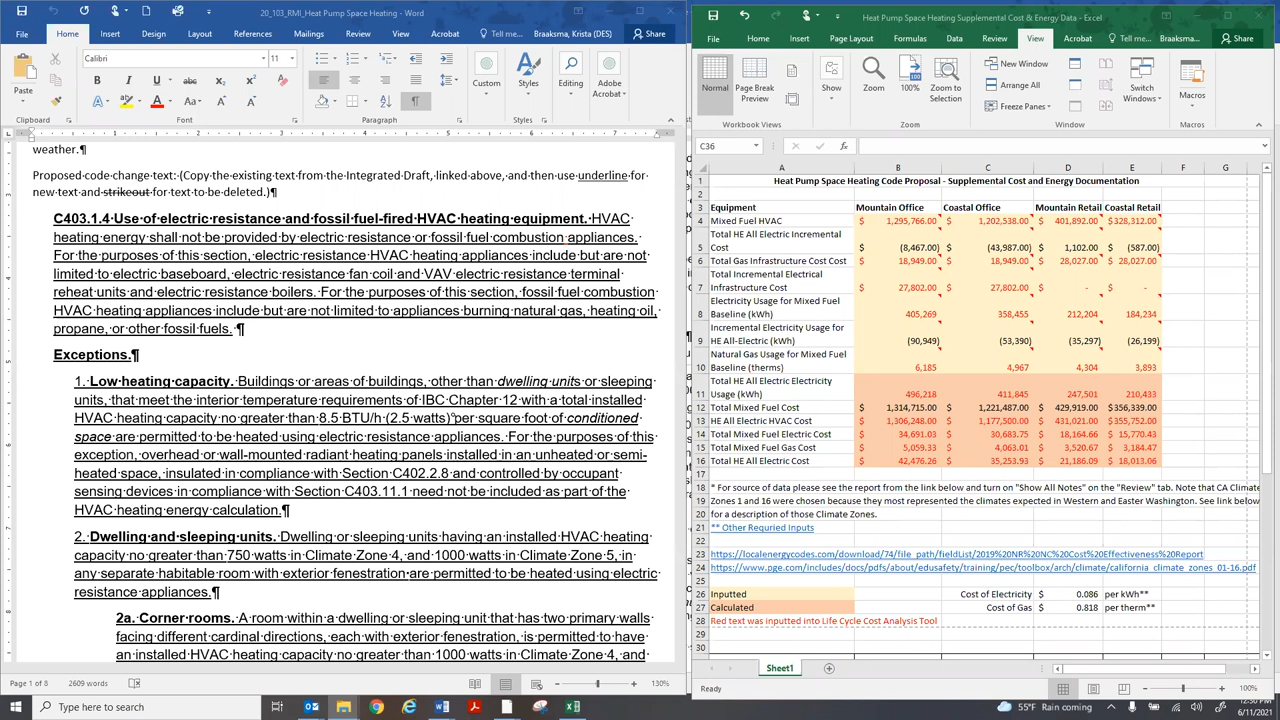 20_103_RMI_Heat Pump Space Heating - Word
File Home Insert Design Layout References Mailings Review View Acrobat Tell me... Braaksma, Krista (DES) Share
Calibri 11
Paste
Custom
Styles
Editing
Adobe Acrobat
Clipboard Font Paragraph Styles
weather.¶
Proposed code change text: (Copy the existing text from the Integrated Draft, linked above, and then use underline for
new text and strikeout for text to be deleted.)¶
C403.1.4 Use of electric resistance and fossil fuel-fired HVAC heating equipment. HVAC
heating energy shall not be provided by electric resistance or fossil fuel combustion appliances.
For the purposes of this section, electric resistance HVAC heating appliances include but are not
limited to electric baseboard, electric resistance fan coil and VAV electric resistance terminal
reheat units and electric resistance boilers. For the purposes of this section, fossil fuel combustion
HVAC heating appliances include but are not limited to appliances burning natural gas, heating oil,
propane, or other fossil fuels. ¶
Exceptions.¶
1. Low heating capacity. Buildings or areas of buildings, other than dwelling units or sleeping
units, that meet the interior temperature requirements of IBC Chapter 12 with a total installed
HVAC heating capacity no greater than 8.5 BTU/h (2.5 watts) per square foot of conditioned
space are permitted to be heated using electric resistance appliances. For the purposes of this
exception, overhead or wall-mounted radiant heating panels installed in an unheated or semi-
heated space, insulated in compliance with Section C402.2.8 and controlled by occupant
sensing devices in compliance with Section C403.11.1 need not be included as part of the
HVAC heating energy calculation.¶
2. Dwelling and sleeping units. Dwelling or sleeping units having an installed HVAC heating
capacity no greater than 750 watts in Climate Zone 4, and 1000 watts in Climate Zone 5, in
any separate habitable room with exterior fenestration are permitted to be heated using electric
resistance appliances.¶
2a. Corner rooms. A room within a dwelling or sleeping unit that has two primary walls
facing different cardinal directions, each with exterior fenestration, is permitted to have
an installed HVAC heating capacity no greater than 1000 watts in Climate Zone 4, and
Page 1 of 8 2609 words 130%
Heat Pump Space Heating Supplemental Cost & Energy Data - Excel
File Home Insert Page Layout Formulas Data Review View Acrobat Tell me... Braaksma... Share
Normal
Page Break Preview
Show
Zoom
100%
Zoom to Selection
New Window
Arrange All
Freeze Panes
Switch Windows
Macros
Workbook Views Zoom Window Macros
C36
A B C D E F G
1 Heat Pump Space Heating Code Proposal - Supplemental Cost and Energy Documentation
2
3 Equipment Mountain Office Coastal Office Mountain Retail Coastal Retail
4 Mixed Fuel HVAC $ 1,295,766.00 $ 1,202,538.00 $ 401,892.00 $328,312.00
5 Total HE All Electric Incremental Cost $ (8,467.00) $ (43,987.00) $ 1,102.00 $ (587.00)
6 Total Gas Infrastructure Cost Cost $ 18,949.00 $ 18,949.00 $ 28,027.00 $ 28,027.00
7 Total Incremental Electrical Infrastructure Cost $ 27,802.00 $ 27,802.00 $ - $ -
8 Electricity Usage for Mixed Fuel Baseline (kWh) 405,269 358,455 212,204 184,234
9 Incremental Electricity Usage for HE All-Electric (kWh) (90,949) (53,390) (35,297) (26,199)
10 Natural Gas Usage for Mixed Fuel Baseline (therms) 6,185 4,967 4,304 3,893
11 Total HE All Electric Electricity Usage (kWh) 496,218 411,845 247,501 210,433
12 Total Mixed Fuel Cost $ 1,314,715.00 $ 1,221,487.00 $ 429,919.00 $356,339.00
13 HE All Electric HVAC Cost $ 1,306,248.00 $ 1,177,500.00 $ 431,021.00 $355,752.00
14 Total Mixed Fuel Electric Cost $ 34,691.03 $ 30,683.75 $ 18,164.66 $ 15,770.43
15 Total Mixed Fuel Gas Cost $ 5,059.33 $ 4,063.01 $ 3,520.67 $ 3,184.47
16 Total HE All Electric Cost $ 42,476.26 $ 35,253.93 $ 21,186.09 $ 18,013.06
17
18 * For source of data please see the report from the link below and turn on "Show All Notes" on the "Review" tab. Note that CA Climate
19 Zones 1 and 16 were chosen because they most represented the climates expected in Western and Easter Washington. See link below
20 for a description of those Climate Zones.
21 ** Other Requried Inputs
22
23 https://localenergycodes.com/download/74/file_path/fieldList/2019%20NR%20NC%20Cost%20Effectiveness%20Report
24 https://www.pge.com/includes/docs/pdfs/about/edusafety/training/pec/toolbox/arch/climate/california_climate_zones_01-16.pdf
25
26 Inputted Cost of Electricity $ 0.086 per kWh**
27 Calculated Cost of Gas $ 0.818 per therm**
28 Red text was inputted into Life Cycle Cost Analysis Tool
29
30
Sheet1
Ready 100%
Type here to search
55°F Rain coming
12:50 PM
6/11/2021